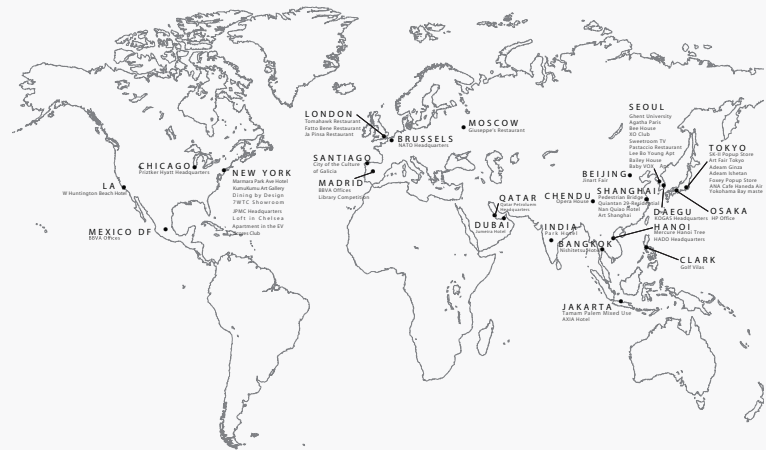 LONDON
Tomahawk Restaurant
Fatto Bene Restaurant
Ja Pinsa Restaurant
BRUSSELS
NATO Headquarters
MOSCOW
Giuseppe's Restaurant
SANTIAGO
City of the Culture
of Galicia
MADRID
BBVA Offices
Library Competition
CHICAGO
Pritzker Hyatt Headquarters
NEW YORK
Marmara Park Ave Hotel
KumuKumu Art Gallery
Dining by Design
7WTC Showroom
JPMC Headquarters
Loft in Chelsea
Apartment in the EV
Club
LA
W Huntington Beach Hotel
MEXICO DF
BBVA Offices
QATAR
Qatar Petroleum
Headquarters
DUBAI
Jumeira Hotel
INDIA
Park Hotel
BANGKOK
Nishitetsu Hotel
CHENDU
Opera House
BEIJING
Jinart Fair
SHANGHAI
Pedestrian Bridge
Quiantan 29 Residential
Nan Quiao Hotel
Art Shanghai
SEOUL
Ghent University
Agatha Paris
Bee House
XO Club
Sweetroom TV
Pastaccia Restaurant
Lee Bo Young Apt
Bailey House
Baby VOX Apt
TOKYO
SK-II Popup Store
Art Fair Tokyo
Adeam Ginza
Adeam Ishetan
Foxey Popup Store
ANA Cafe Haneda Air
Yokohama Bay maste
DAEGU
KOGAS Headquarters
OSAKA
HP Office
HANOI
Mercure Hanoi Tree
HADO Headquarters
CLARK
Golf Villas
JAKARTA
Tamam Palem Mixed Use
AXIA Hotel